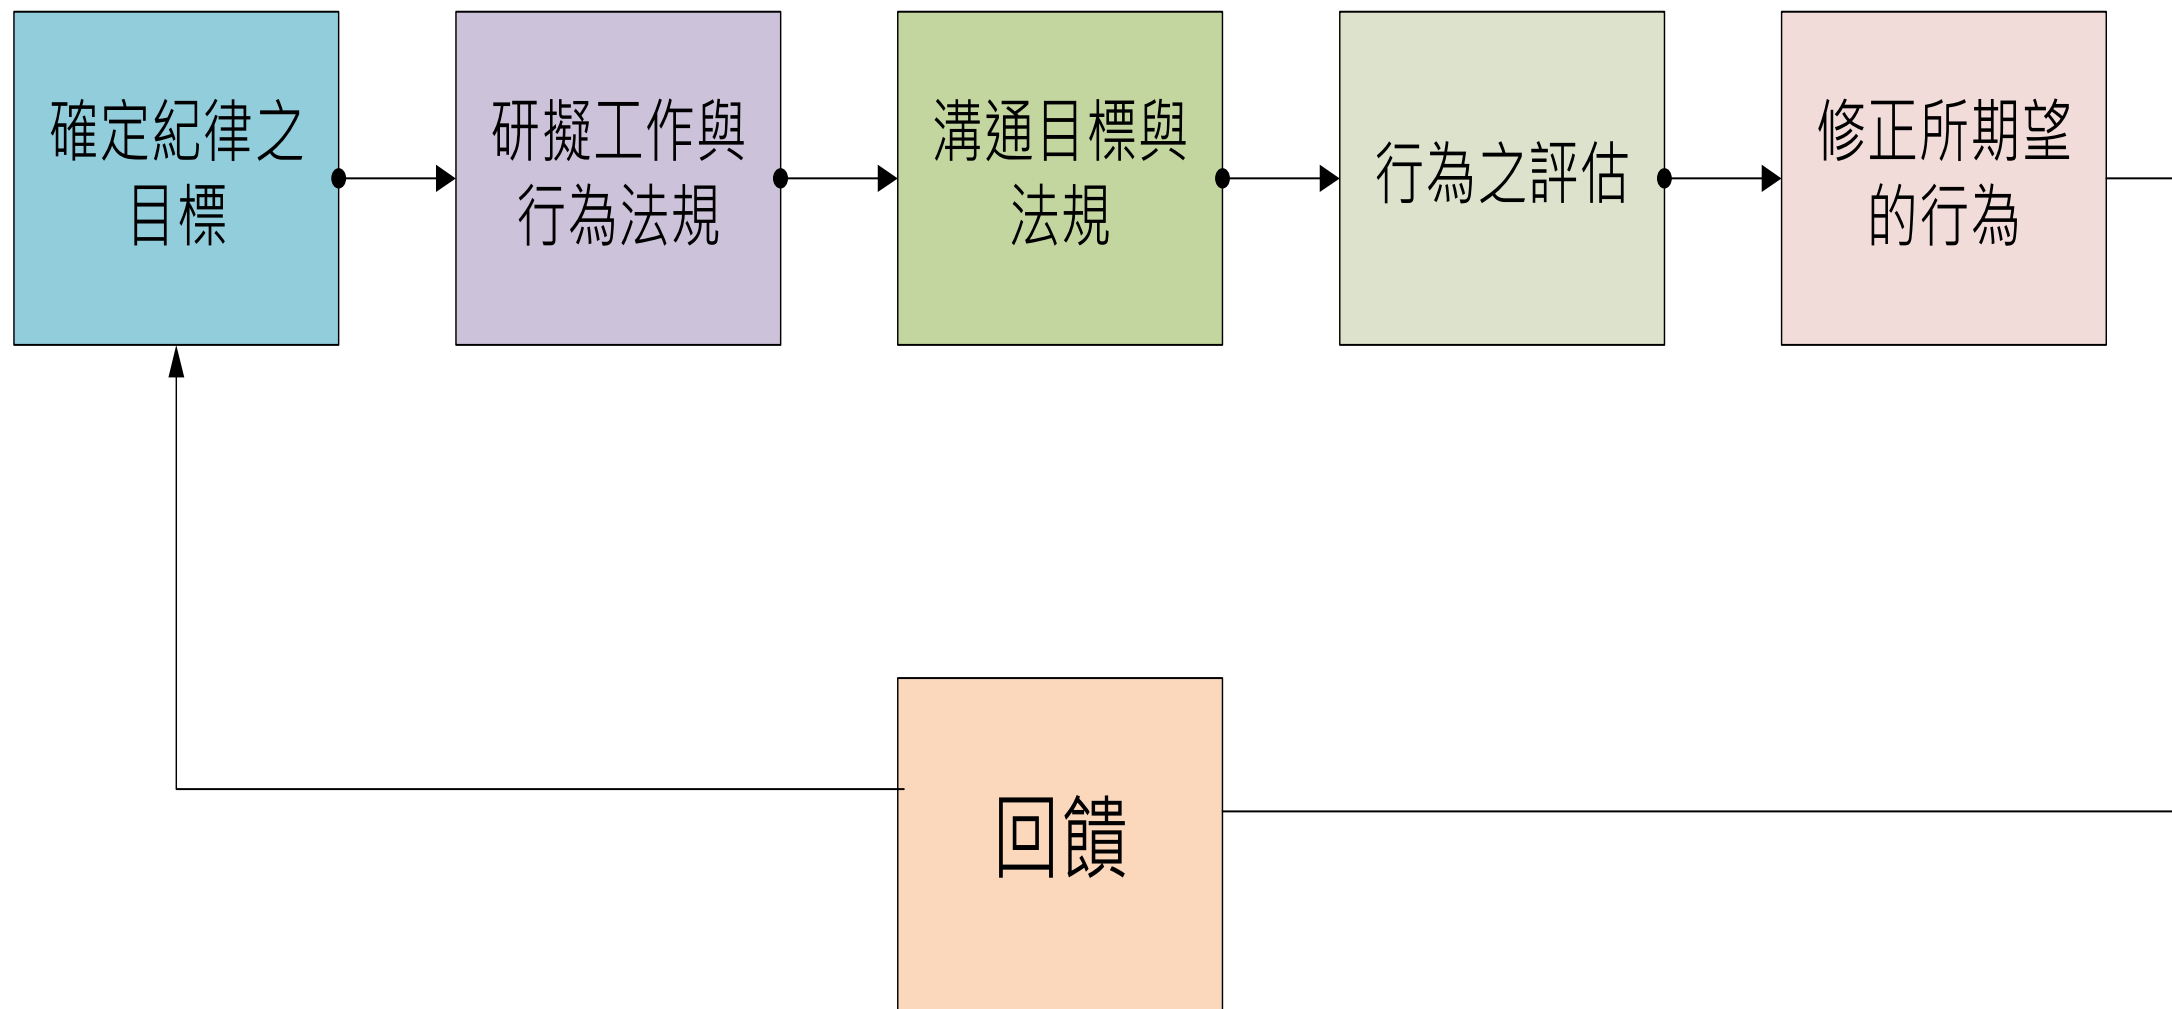 確定紀律之
目標
研擬工作與
行為法規
溝通目標與
法規
行為之評估
修正所期望
的行為
回饋